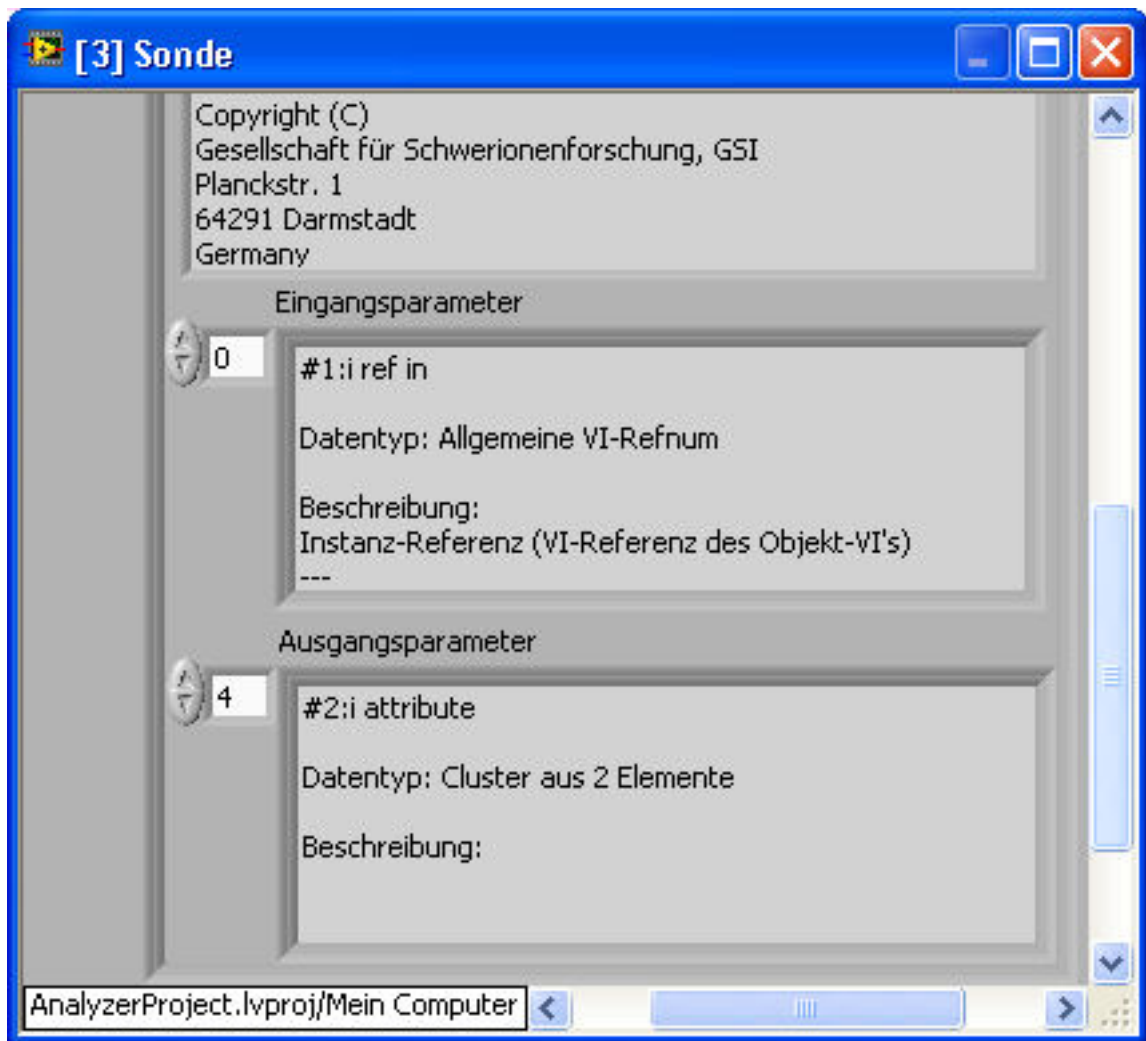 [3] Sonde
Copyright (C)
Gesellschaft für Schwerionenforschung, GSI
Planckstr. 1
64291 Darmstadt
Germany
Eingangsparameter
0
#1:i ref in
Datentyp: Allgemeine VI-Refnum
Beschreibung:
Instanz-Referenz (VI-Referenz des Objekt-VI's)
---
Ausgangsparameter
4
#2:i attribute
Datentyp: Cluster aus 2 Elemente
Beschreibung:
AnalyzerProject.lvproj/Mein Computer